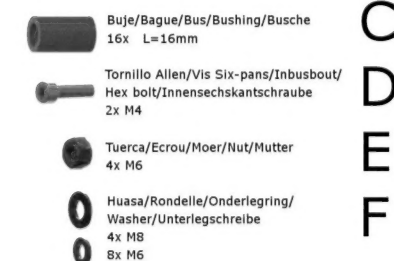 Buje/Bague/Bus/Bushing/Busche
16x L=16mm
C
Tornillo Allen/Vis Six-pans/Inbusbout/
Hex bolt/Innensechskantschraube
2x M4
D
Tuerca/Ecrou/Moer/Nut/Mutter
4x M6
E
Huasa/Rondelle/Onderlegring/
Washer/Unterlegschreibe
4x M8
8x M6
F